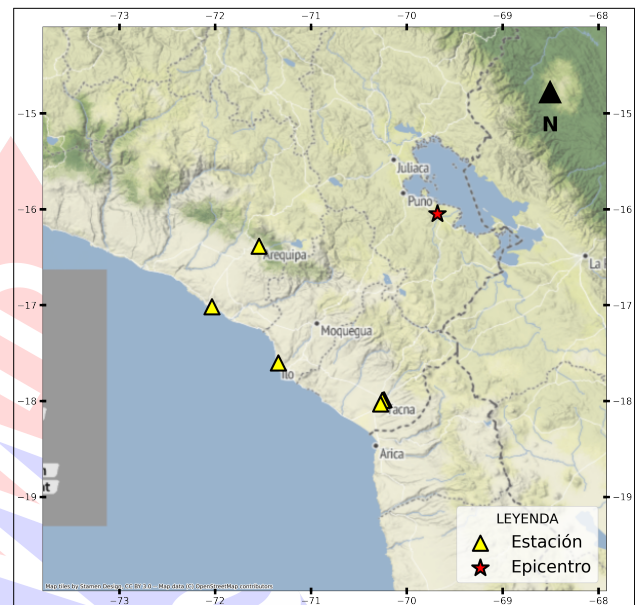 −73 −72 −71 −70 −69 −68
−15 −15
N
Juliaca
Puno
−16 −16
Arequipa
La
−17 −17
Moquegua
Ilo
−18 −18
Tacna
Arica
−19 −19
LEYENDA
Estación
Epicentro
Map tiles by Stamen Design, CC BY 3.0 -- Map data (C) OpenStreetMap contributors
−73 −72 −71 −70 −69 −68